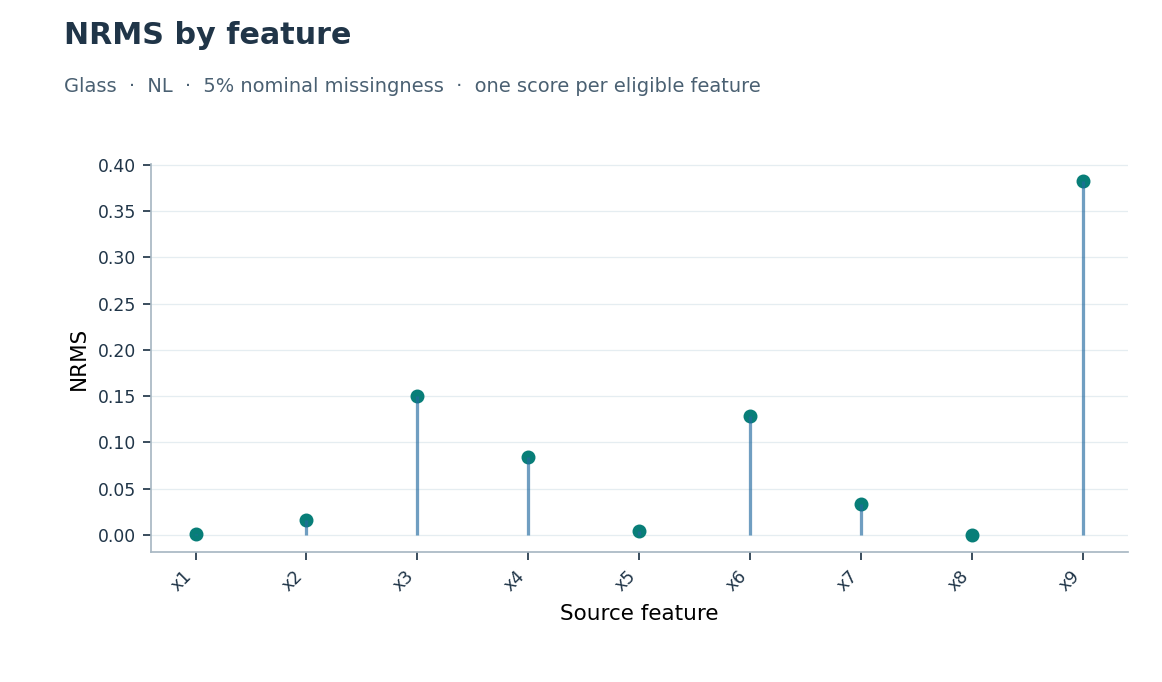 NRMS by feature
Glass · NL · 5% nominal missingness · one score per eligible feature
0.40
0.35
0.30
0.25
0.20
0.15
0.10
0.05
0.00
NRMS
x1 x2 x3 x4 x5 x6 x7 x8 x9
Source feature